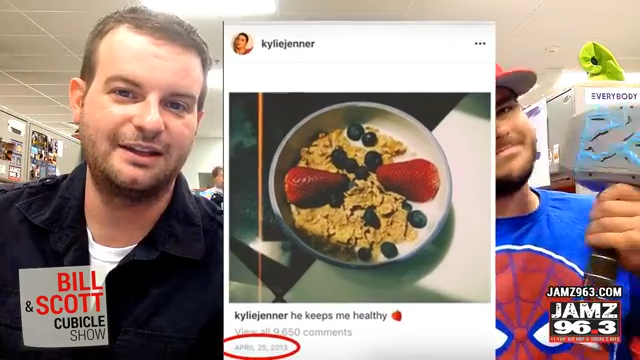 kyliejenner
EVERYBODY
BILL
& SCOTT
CUBICLE
SHOW
kyliejenner he keeps me healthy 🍓
View all 9,650 comments
APRIL 25, 2013
JAMZ963.COM
JAMZ
96.3